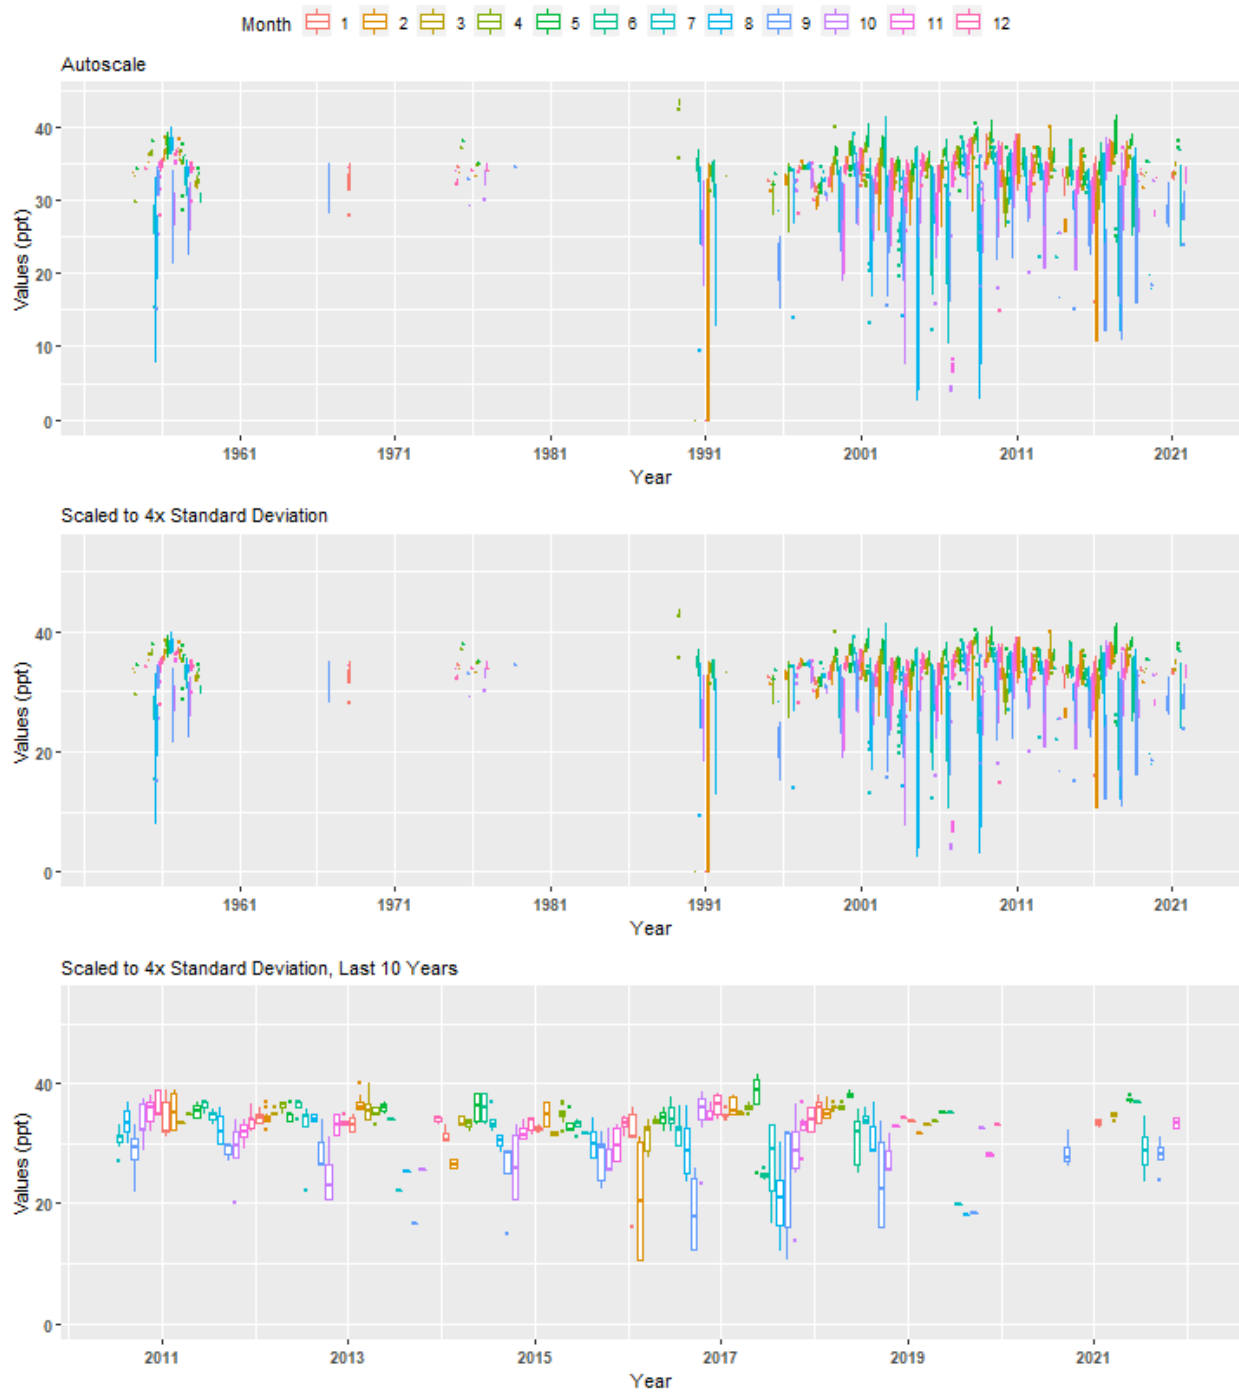 Month 1 2 3 4 5 6 7 8 9 10 11 12
Autoscale
Values (ppt)
40
30
20
10
0
1961 1971 1981 1991 2001 2011 2021
Year
Scaled to 4x Standard Deviation
Values (ppt)
40
20
0
1961 1971 1981 1991 2001 2011 2021
Year
Scaled to 4x Standard Deviation, Last 10 Years
Values (ppt)
40
20
0
2011 2013 2015 2017 2019 2021
Year